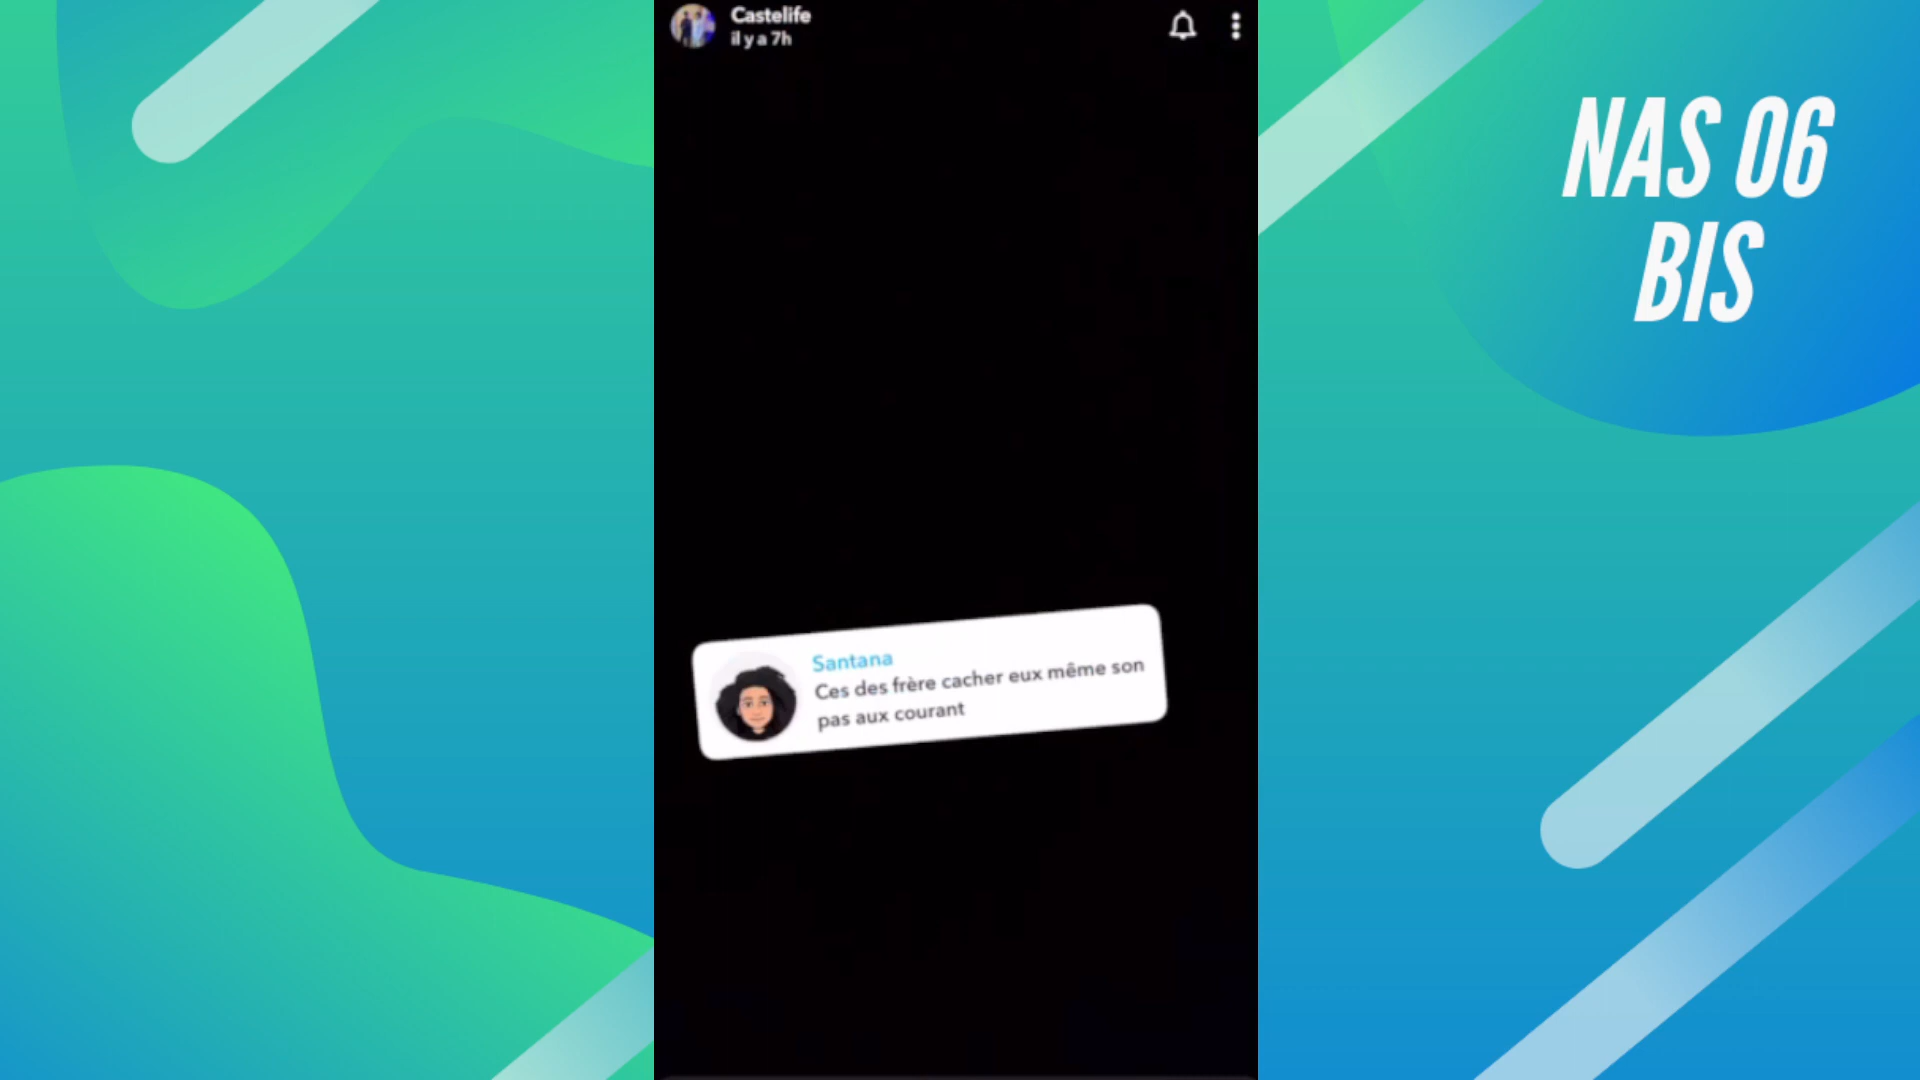 Castelife
il y a 7h
NAS 06
BIS
Santana
Ces des frère cacher eux même son
pas aux courant